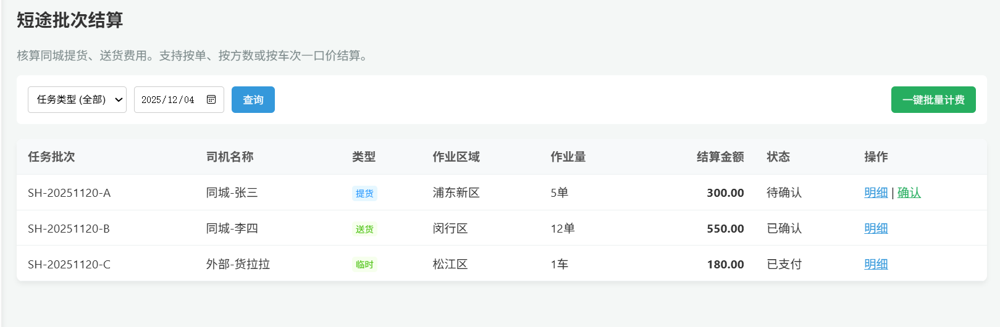 短途批次结算
核算同城提货、送货费用。支持按单、按方数或按车次一口价结算。
任务类型 (全部) 2025/12/04 查询 一键批量计费
任务批次 司机名称 类型 作业区域 作业量 结算金额 状态 操作
SH-20251120-A 同城-张三 提货 浦东新区 5单 300.00 待确认 明细 | 确认
SH-20251120-B 同城-李四 送货 闵行区 12单 550.00 已确认 明细
SH-20251120-C 外部-货拉拉 临时 松江区 1车 180.00 已支付 明细